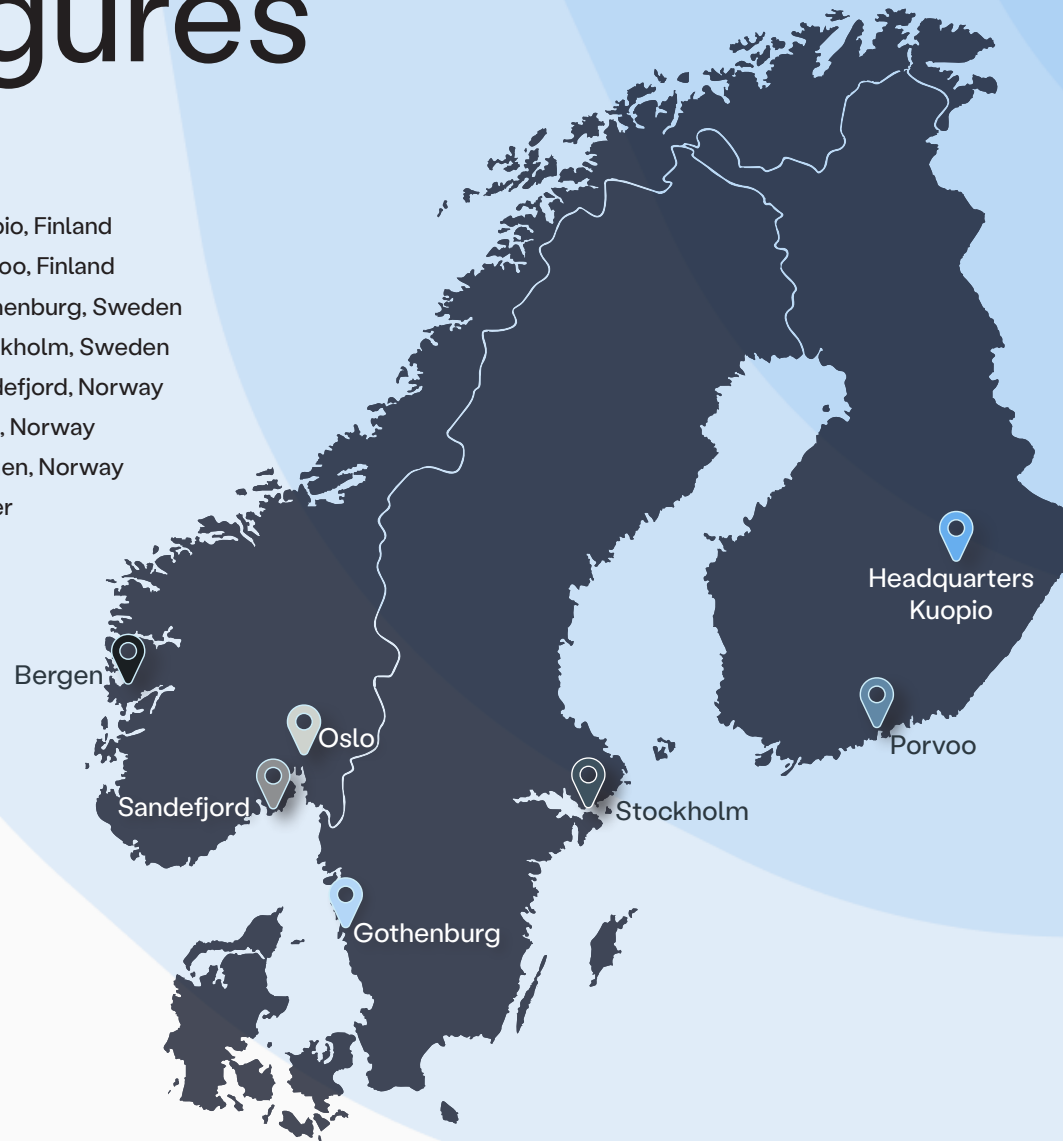 gures
pio, Finland
oo, Finland
henburg, Sweden
kholm, Sweden
defjord, Norway
, Norway
en, Norway
er
Headquarters
Kuopio
Bergen
Porvoo
Oslo
Sandefjord
Stockholm
Gothenburg